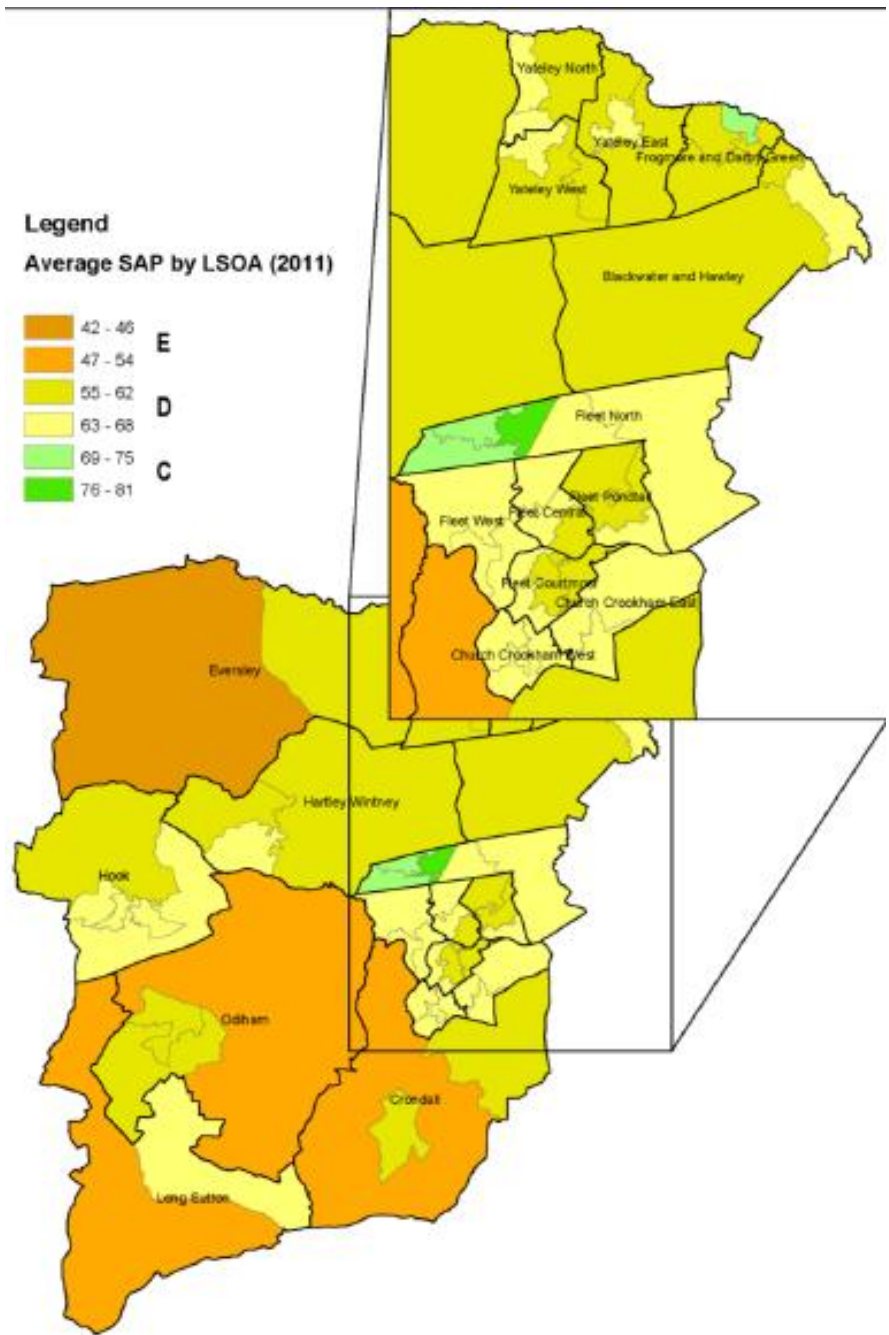 Legend
Average SAP by LSOA (2011)
42 - 46
E
47 - 54
55 - 62
D
63 - 68
69 - 75
C
76 - 81
Yateley North
Yateley East
Frogmore and Darby Green
Yateley West
Blackwater and Hawley
Fleet North
Fleet Pondtail
Fleet Central
Fleet West
Fleet Courtmoor
Church Crookham East
Church Crookham West
Eversley
Hartley Wintney
Hook
Odiham
Crondall
Long Sutton